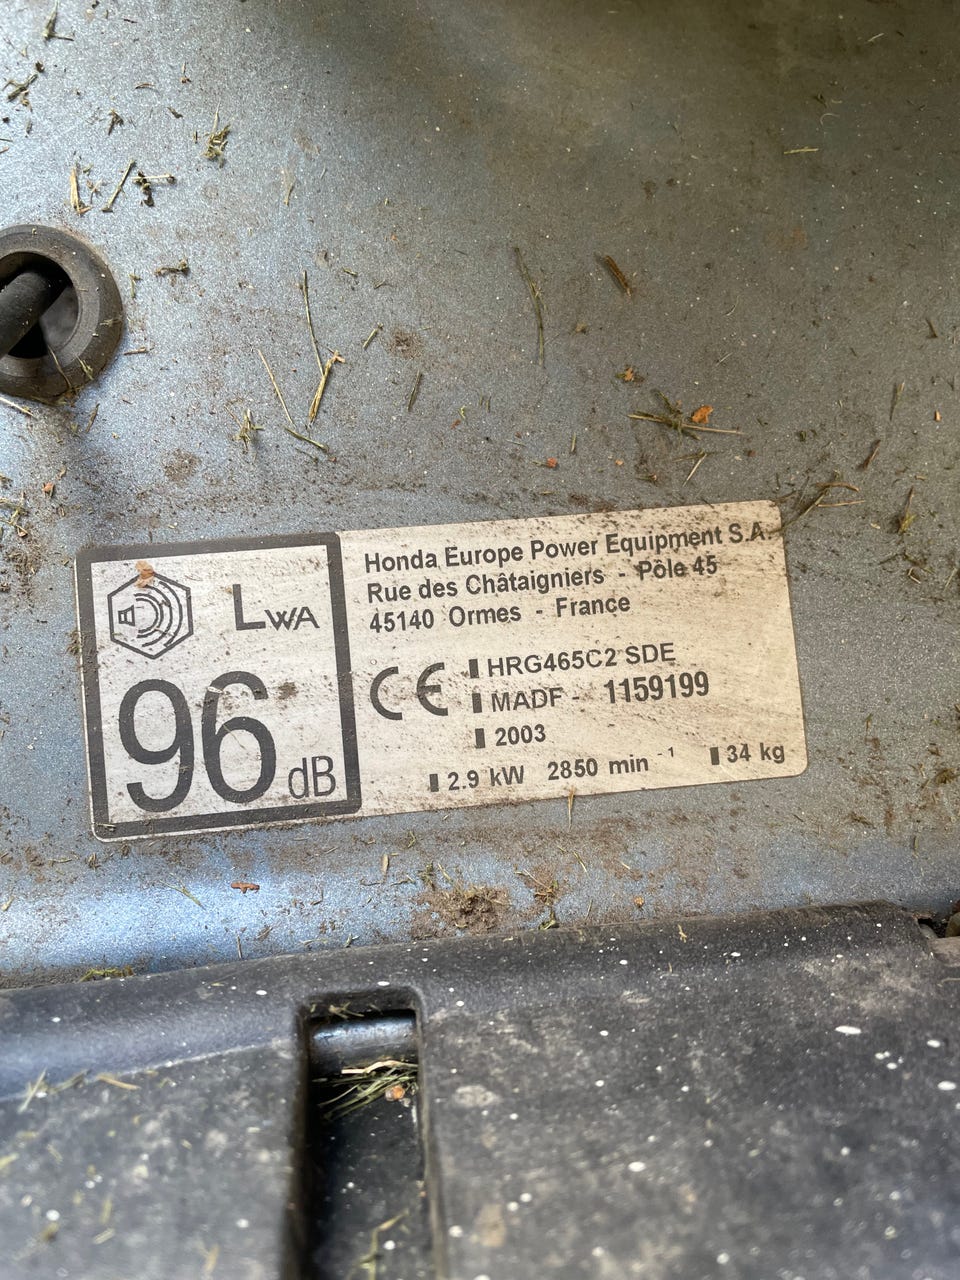 LWA
96 dB
Honda Europe Power Equipment S.A.
Rue des Châtaigniers - Pôle 45
45140 Ormes - France
CE
HRG465C2 SDE
MADF - 1159199
2003
2.9 kW 2850 min -1 34 kg